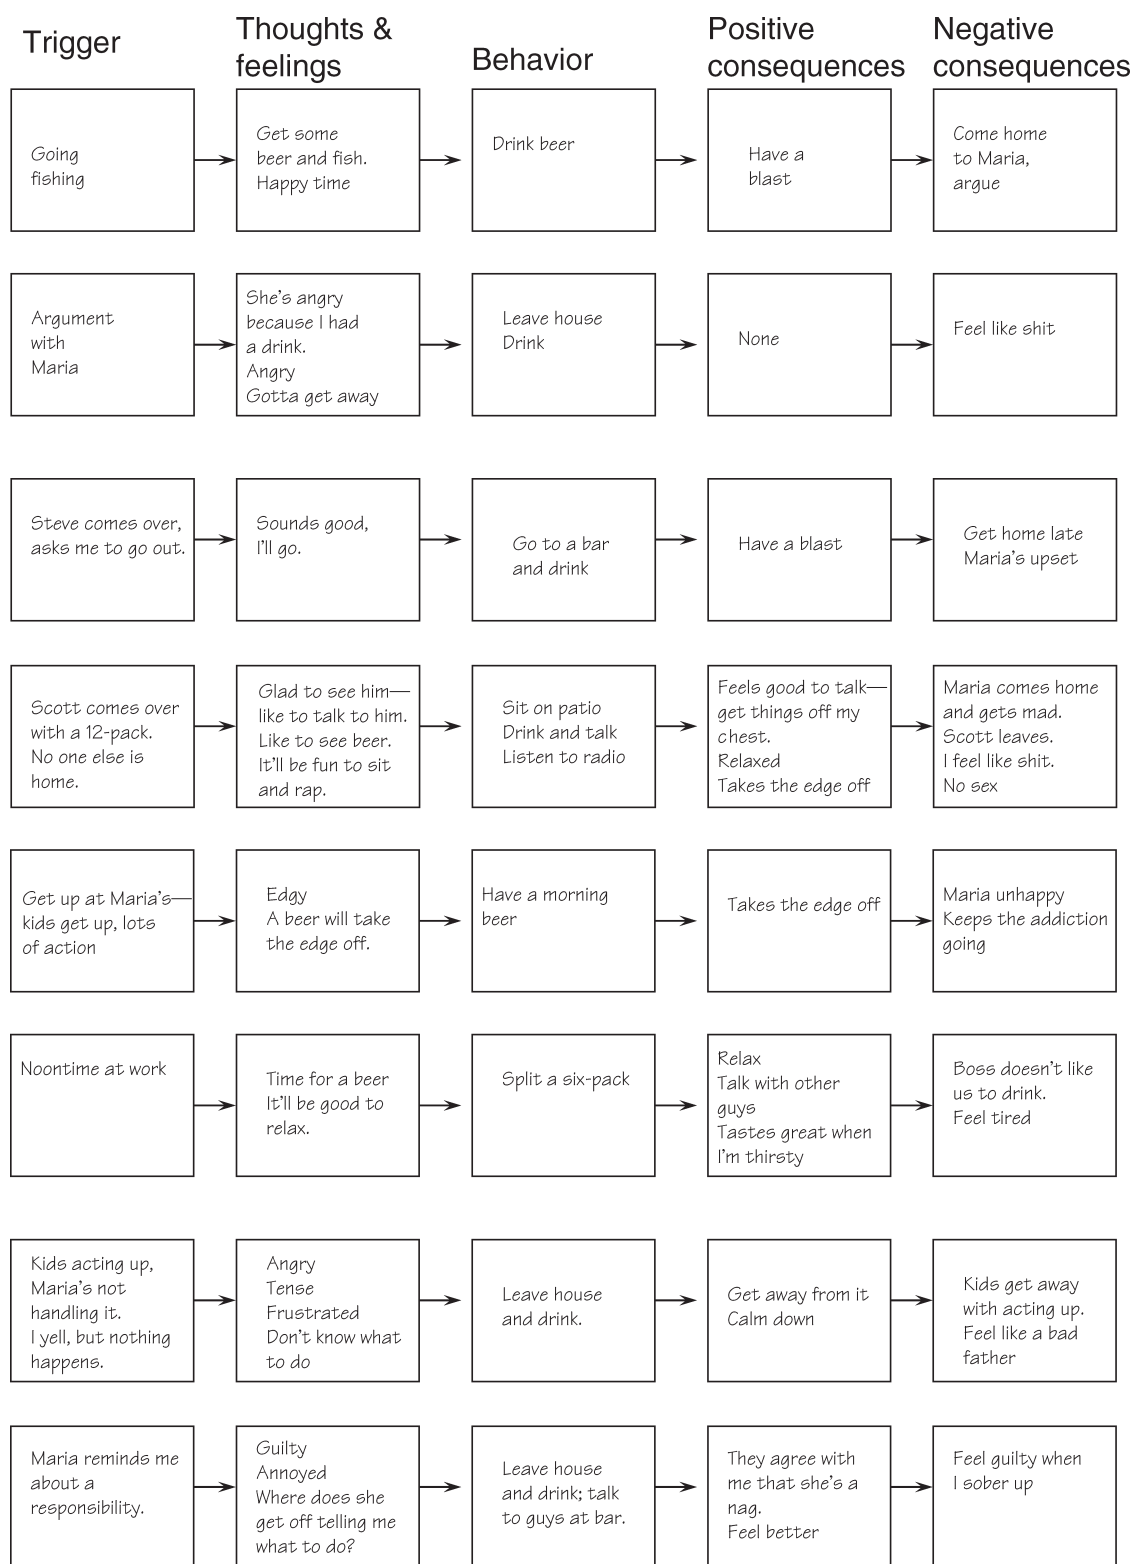 Trigger
Thoughts &
feelings
Behavior
Positive
consequences
Negative
consequences
Going
fishing
Get some
beer and fish.
Happy time
Drink beer
Have a
blast
Come home
to Maria,
argue
Argument
with
Maria
She's angry
because I had
a drink.
Angry
Gotta get away
Leave house
Drink
None
Feel like shit
Steve comes over,
asks me to go out.
Sounds good,
I'll go.
Go to a bar
and drink
Have a blast
Get home late
Maria's upset
Scott comes over
with a 12-pack.
No one else is
home.
Glad to see him—
like to talk to him.
Like to see beer.
It'll be fun to sit
and rap.
Sit on patio
Drink and talk
Listen to radio
Feels good to talk—
get things off my
chest.
Relaxed
Takes the edge off
Maria comes home
and gets mad.
Scott leaves.
I feel like shit.
No sex
Get up at Maria's—
kids get up, lots
of action
Edgy
A beer will take
the edge off.
Have a morning
beer
Takes the edge off
Maria unhappy
Keeps the addiction
going
Noontime at work
Time for a beer
It'll be good to
relax.
Split a six-pack
Relax
Talk with other
guys
Tastes great when
I'm thirsty
Boss doesn't like
us to drink.
Feel tired
Kids acting up,
Maria's not
handling it.
I yell, but nothing
happens.
Angry
Tense
Frustrated
Don't know what
to do
Leave house
and drink.
Get away from it
Calm down
Kids get away
with acting up.
Feel like a bad
father
Maria reminds me
about a
responsibility.
Guilty
Annoyed
Where does she
get off telling me
what to do?
Leave house
and drink; talk
to guys at bar.
They agree with
me that she's a
nag.
Feel better
Feel guilty when
I sober up